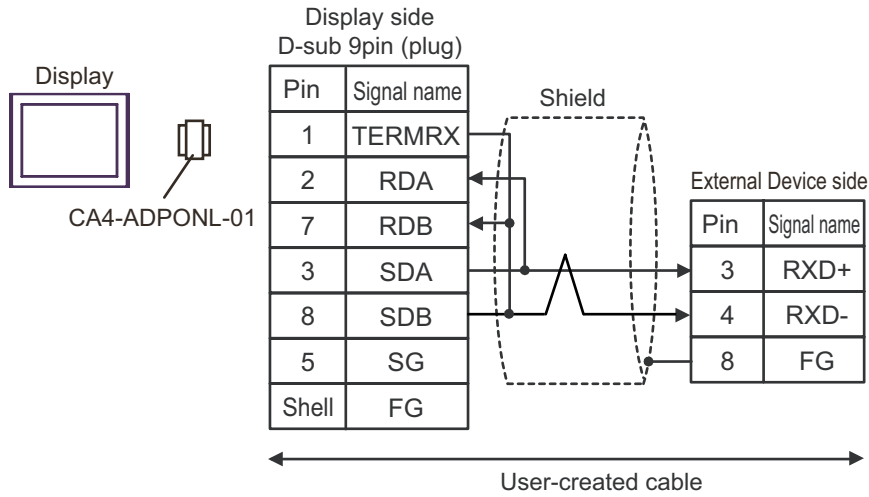 Display side
D-sub 9pin (plug)
Display
CA4-ADPONL-01
Pin Signal name
1 TERMRX
2 RDA
7 RDB
3 SDA
8 SDB
5 SG
Shell FG
Shield
External Device side
Pin Signal name
3 RXD+
4 RXD-
8 FG
User-created cable